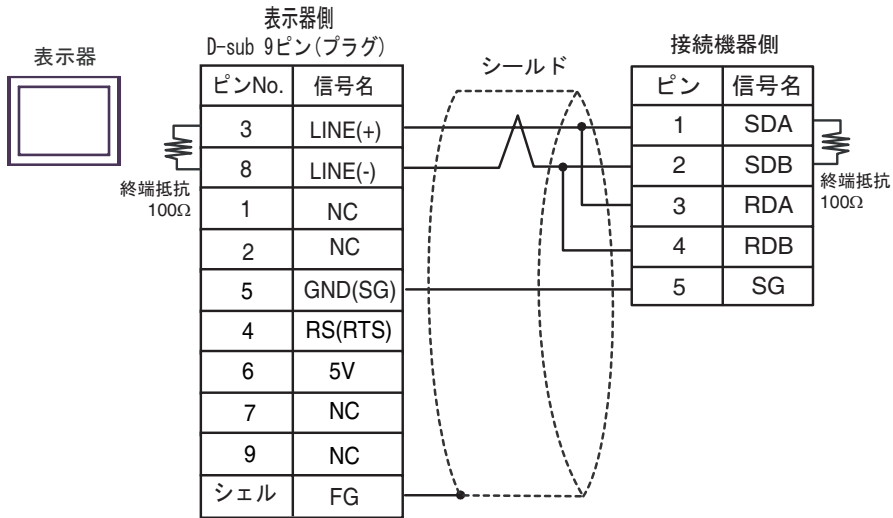 表示器
表示器側
D-sub 9ピン(プラグ)
ピンNo. 信号名
3 LINE(+)
8 LINE(-)
1 NC
2 NC
5 GND(SG)
4 RS(RTS)
6 5V
7 NC
9 NC
シェル FG
終端抵抗
100Ω
シールド
接続機器側
ピン 信号名
1 SDA
2 SDB
3 RDA
4 RDB
5 SG
終端抵抗
100Ω